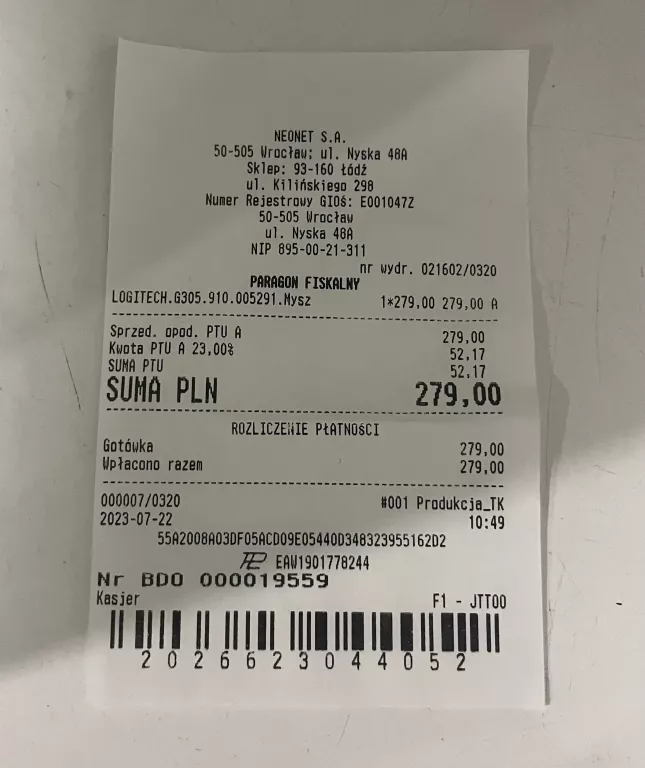 NEONET S.A.
50-505 Wrocław; ul. Nyska 48A
Sklep: 93-160 Łódź
ul. Kilińskiego 298
Numer Rejestrowy GIOŚ: E001047Z
50-505 Wrocław
ul. Nyska 48A
NIP 895-00-21-311
nr wydr. 021602/0320
PARAGON FISKALNY
LOGITECH.G305.910.005291.Mysz 1*279,00 279,00 A
Sprzed. opod. PTU A 279,00
Kwota PTU A 23,00% 52,17
SUMA PTU 52,17
SUMA PLN 279,00
ROZLICZENIE PŁATNOŚCI
Gotówka 279,00
Wpłacono razem 279,00
000007/0320 #001 Produkcja_TK
2023-07-22 10:49
55A2008A03DF05ACD09E05440D348323955162D2
EAW1901778244
Nr BDO 000019559
Kasjer F1 - JTT00
2026623044052